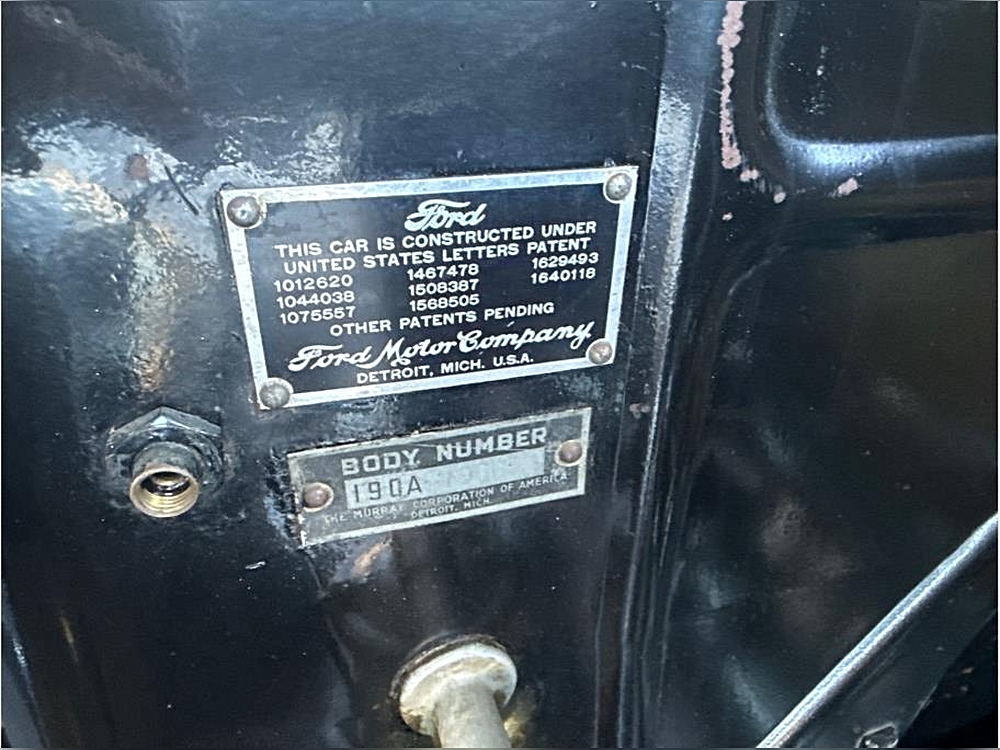 Ford
THIS CAR IS CONSTRUCTED UNDER
UNITED STATES LETTERS PATENT
1012620 1467478 1629493
1044038 1508387 1640118
1075557 1568505
OTHER PATENTS PENDING
Ford Motor Company
DETROIT, MICH. U.S.A.
BODY NUMBER
190A
THE MURRAY CORPORATION OF AMERICA
DETROIT, MICH.